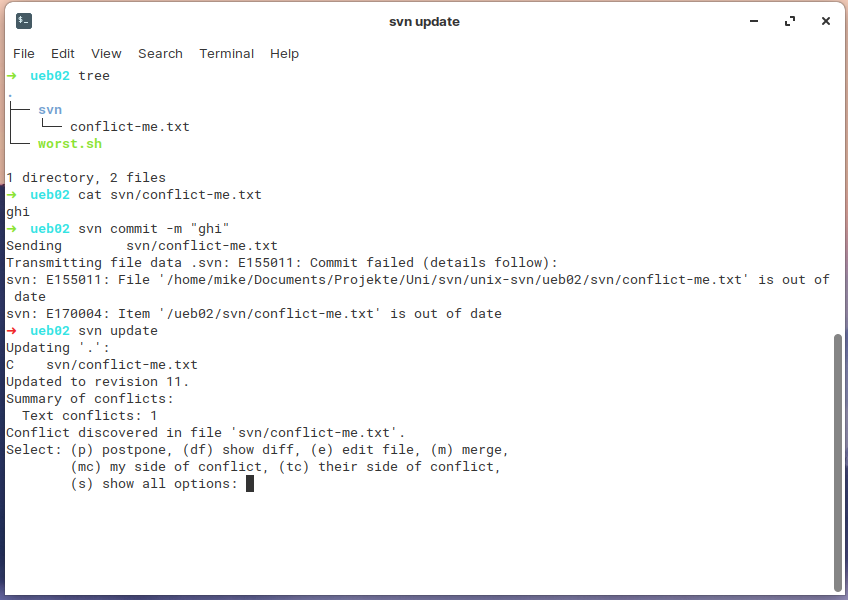 svn update
File Edit View Search Terminal Help
➜ ueb02 tree
.
├── svn
│   └── conflict-me.txt
└── worst.sh
1 directory, 2 files
➜ ueb02 cat svn/conflict-me.txt
ghi
➜ ueb02 svn commit -m "ghi"
Sending        svn/conflict-me.txt
Transmitting file data .svn: E155011: Commit failed (details follow):
svn: E155011: File '/home/mike/Documents/Projekte/Uni/svn/unix-svn/ueb02/svn/conflict-me.txt' is out of
 date
svn: E170004: Item '/ueb02/svn/conflict-me.txt' is out of date
➜ ueb02 svn update
Updating '.':
C    svn/conflict-me.txt
Updated to revision 11.
Summary of conflicts:
  Text conflicts: 1
Conflict discovered in file 'svn/conflict-me.txt'.
Select: (p) postpone, (df) show diff, (e) edit file, (m) merge,
        (mc) my side of conflict, (tc) their side of conflict,
        (s) show all options: